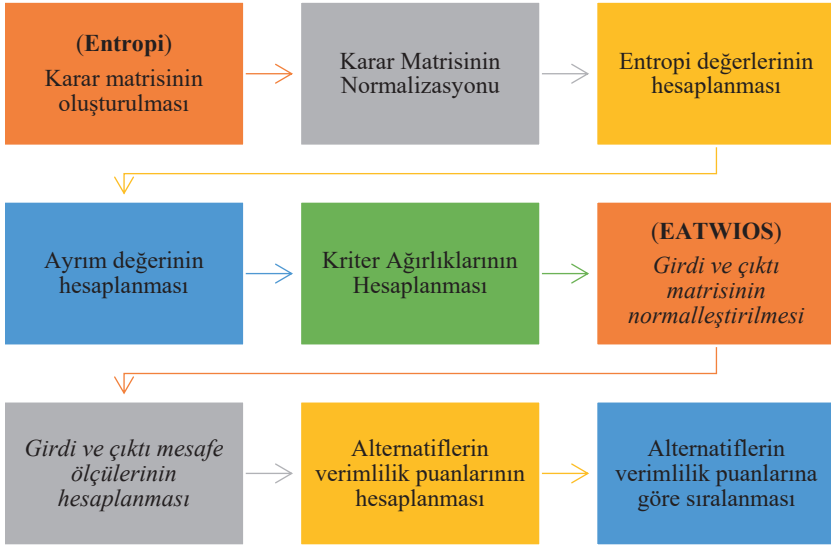 (Entropi)
Karar matrisinin
oluşturulması
Karar Matrisinin
Normalizasyonu
Entropi değerlerinin
hesaplanması
Ayrım değerinin
hesaplanması
Kriter Ağırlıklarının
Hesaplanması
(EATWIOS)
Girdi ve çıktı
matrisinin
normalleştirilmesi
Girdi ve çıktı mesafe
ölçülerinin
hesaplanması
Alternatiflerin
verimlilik puanlarının
hesaplanması
Alternatiflerin
verimlilik puanlarına
göre sıralanması